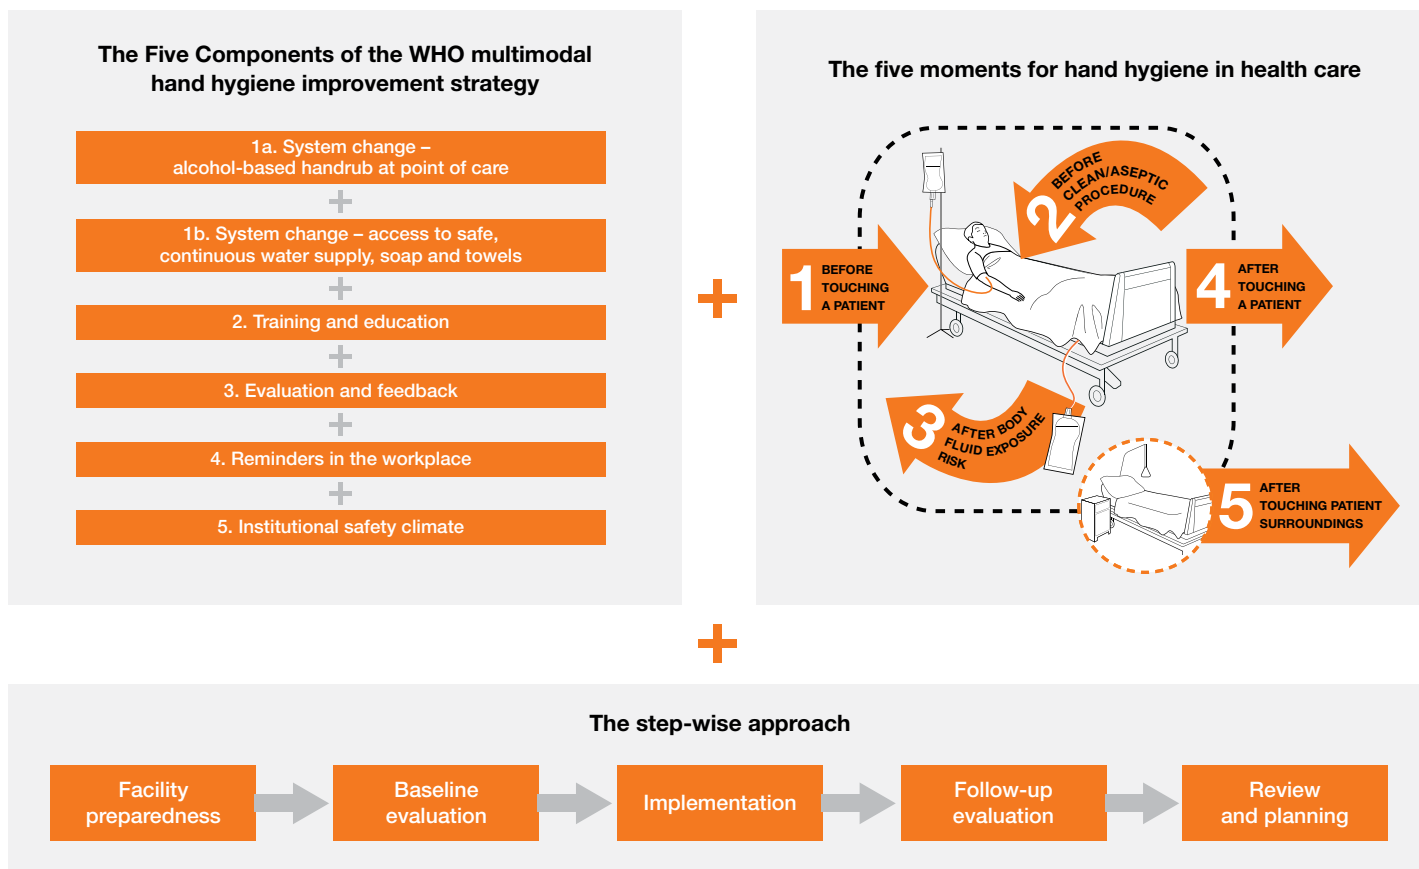 The Five Components of the WHO multimodal
hand hygiene improvement strategy
1a. System change –
alcohol-based handrub at point of care
1b. System change – access to safe,
continuous water supply, soap and towels
2. Training and education
3. Evaluation and feedback
4. Reminders in the workplace
5. Institutional safety climate
The five moments for hand hygiene in health care
1
BEFORE
TOUCHING
A PATIENT
2
BEFORE
CLEAN/ASEPTIC
PROCEDURE
3
AFTER BODY
FLUID EXPOSURE
RISK
4
AFTER
TOUCHING
A PATIENT
5
AFTER
TOUCHING PATIENT
SURROUNDINGS
The step-wise approach
Facility
preparedness
Baseline
evaluation
Implementation
Follow-up
evaluation
Review
and planning